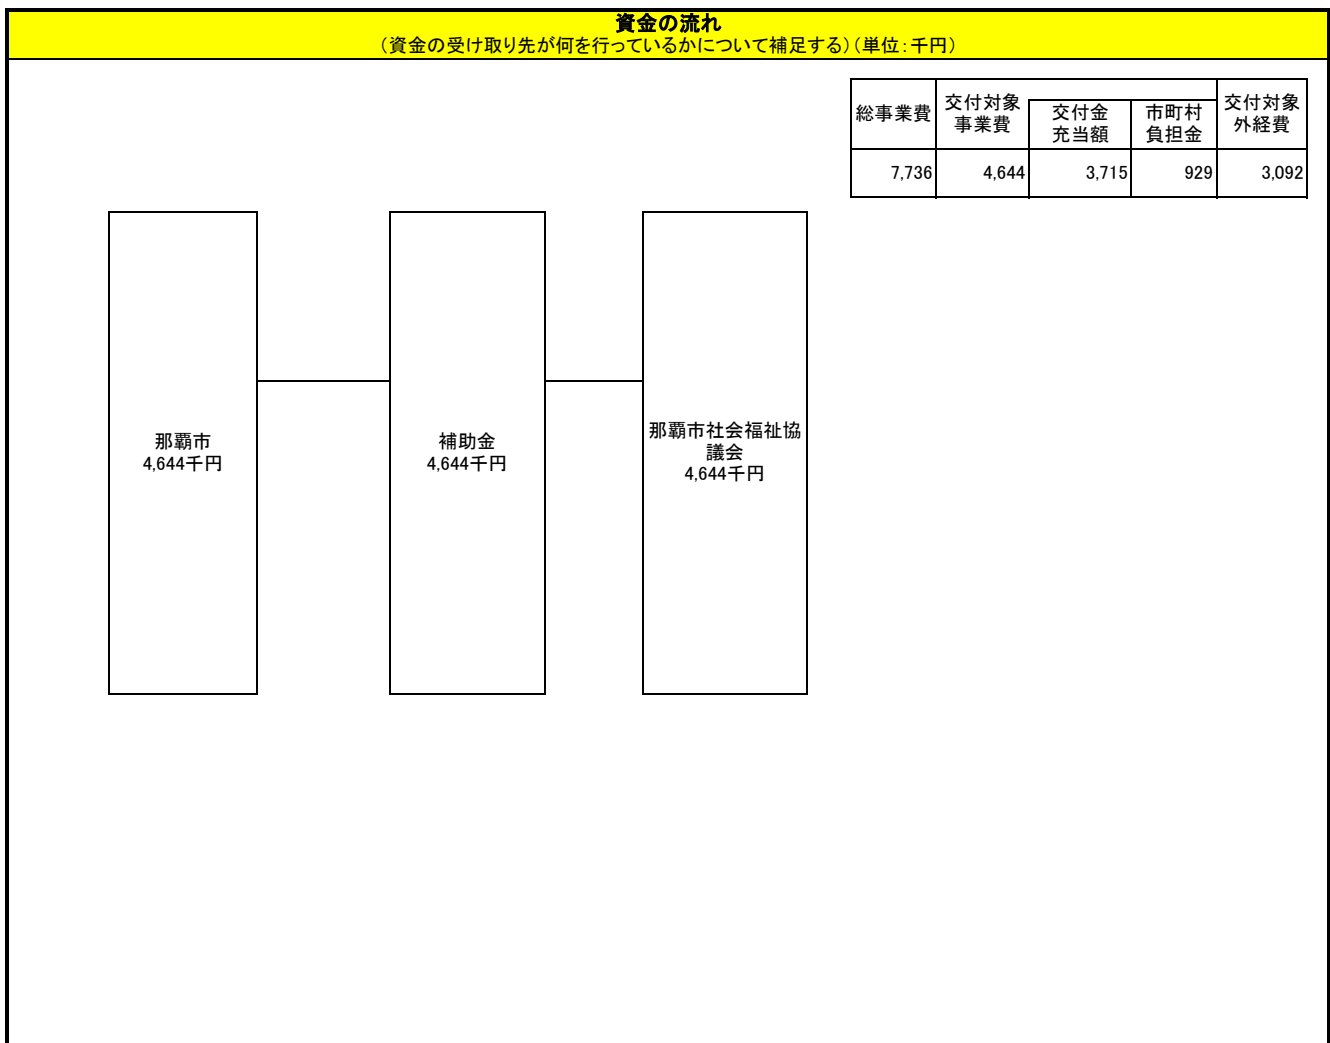 資金の流れ
（資金の受け取り先が何を行っているかについて補足する）（単位：千円）
総事業費
交付対象
事業費
交付金
充当額
市町村
負担金
交付対象
外経費
7,736
4,644
3,715
929
3,092
那覇市
4,644千円
補助金
4,644千円
那覇市社会福祉協
議会
4,644千円